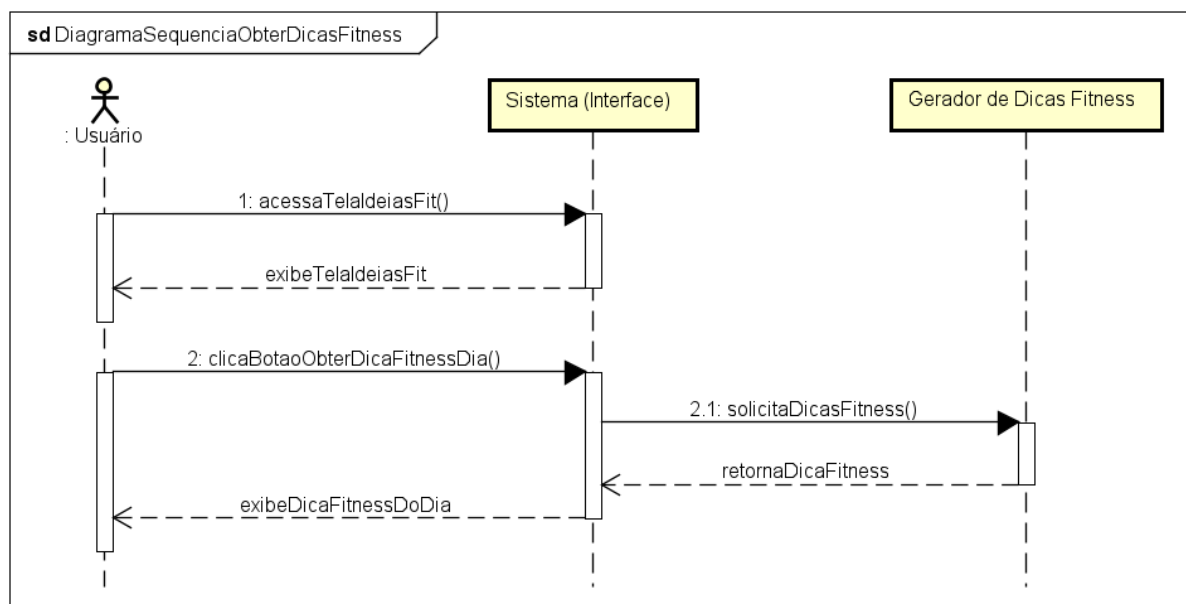 sd DiagramaSequenciaObterDicasFitness
: Usuário
Sistema (Interface)
Gerador de Dicas Fitness
1: acessaTelaIdeiasFit()
exibeTelaIdeiasFit
2: clicaBotaoObterDicaFitnessDia()
2.1: solicitaDicasFitness()
retornaDicaFitness
exibeDicaFitnessDoDia